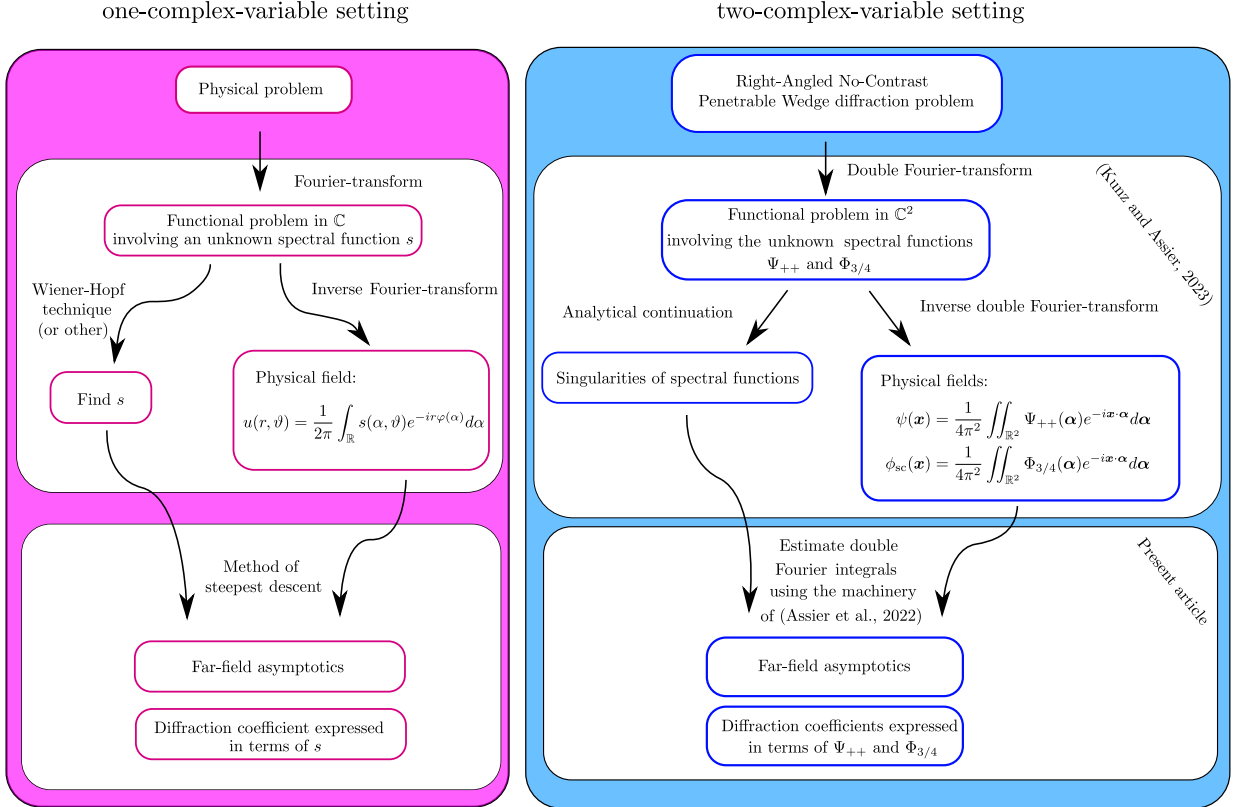 one-complex-variable setting
Physical problem
Fourier-transform
Functional problem in ℂ
involving an unknown spectral function s
Wiener-Hopf
technique
(or other)
Inverse Fourier-transform
Find s
Physical field:
u(r, ϑ) = 1/2π ∫_ℝ s(α, ϑ)e^{−irφ(α)}dα
Method of
steepest descent
Far-field asymptotics
Diffraction coefficient expressed
in terms of s
two-complex-variable setting
Right-Angled No-Contrast
Penetrable Wedge diffraction problem
Double Fourier-transform
(Kunz and Assier, 2023)
Functional problem in ℂ²
involving the unknown spectral functions
Ψ₊₊ and Φ_{3/4}
Analytical continuation
Inverse double Fourier-transform
Singularities of spectral functions
Physical fields:
ψ(x) = 1/4π² ∬_{ℝ²} Ψ₊₊(α)e^{−ix·α}dα
ϕ_{sc}(x) = 1/4π² ∬_{ℝ²} Φ_{3/4}(α)e^{−ix·α}dα
Present article
Estimate double
Fourier integrals
using the machinery
of (Assier et al., 2022)
Far-field asymptotics
Diffraction coefficients expressed
in terms of Ψ₊₊ and Φ_{3/4}